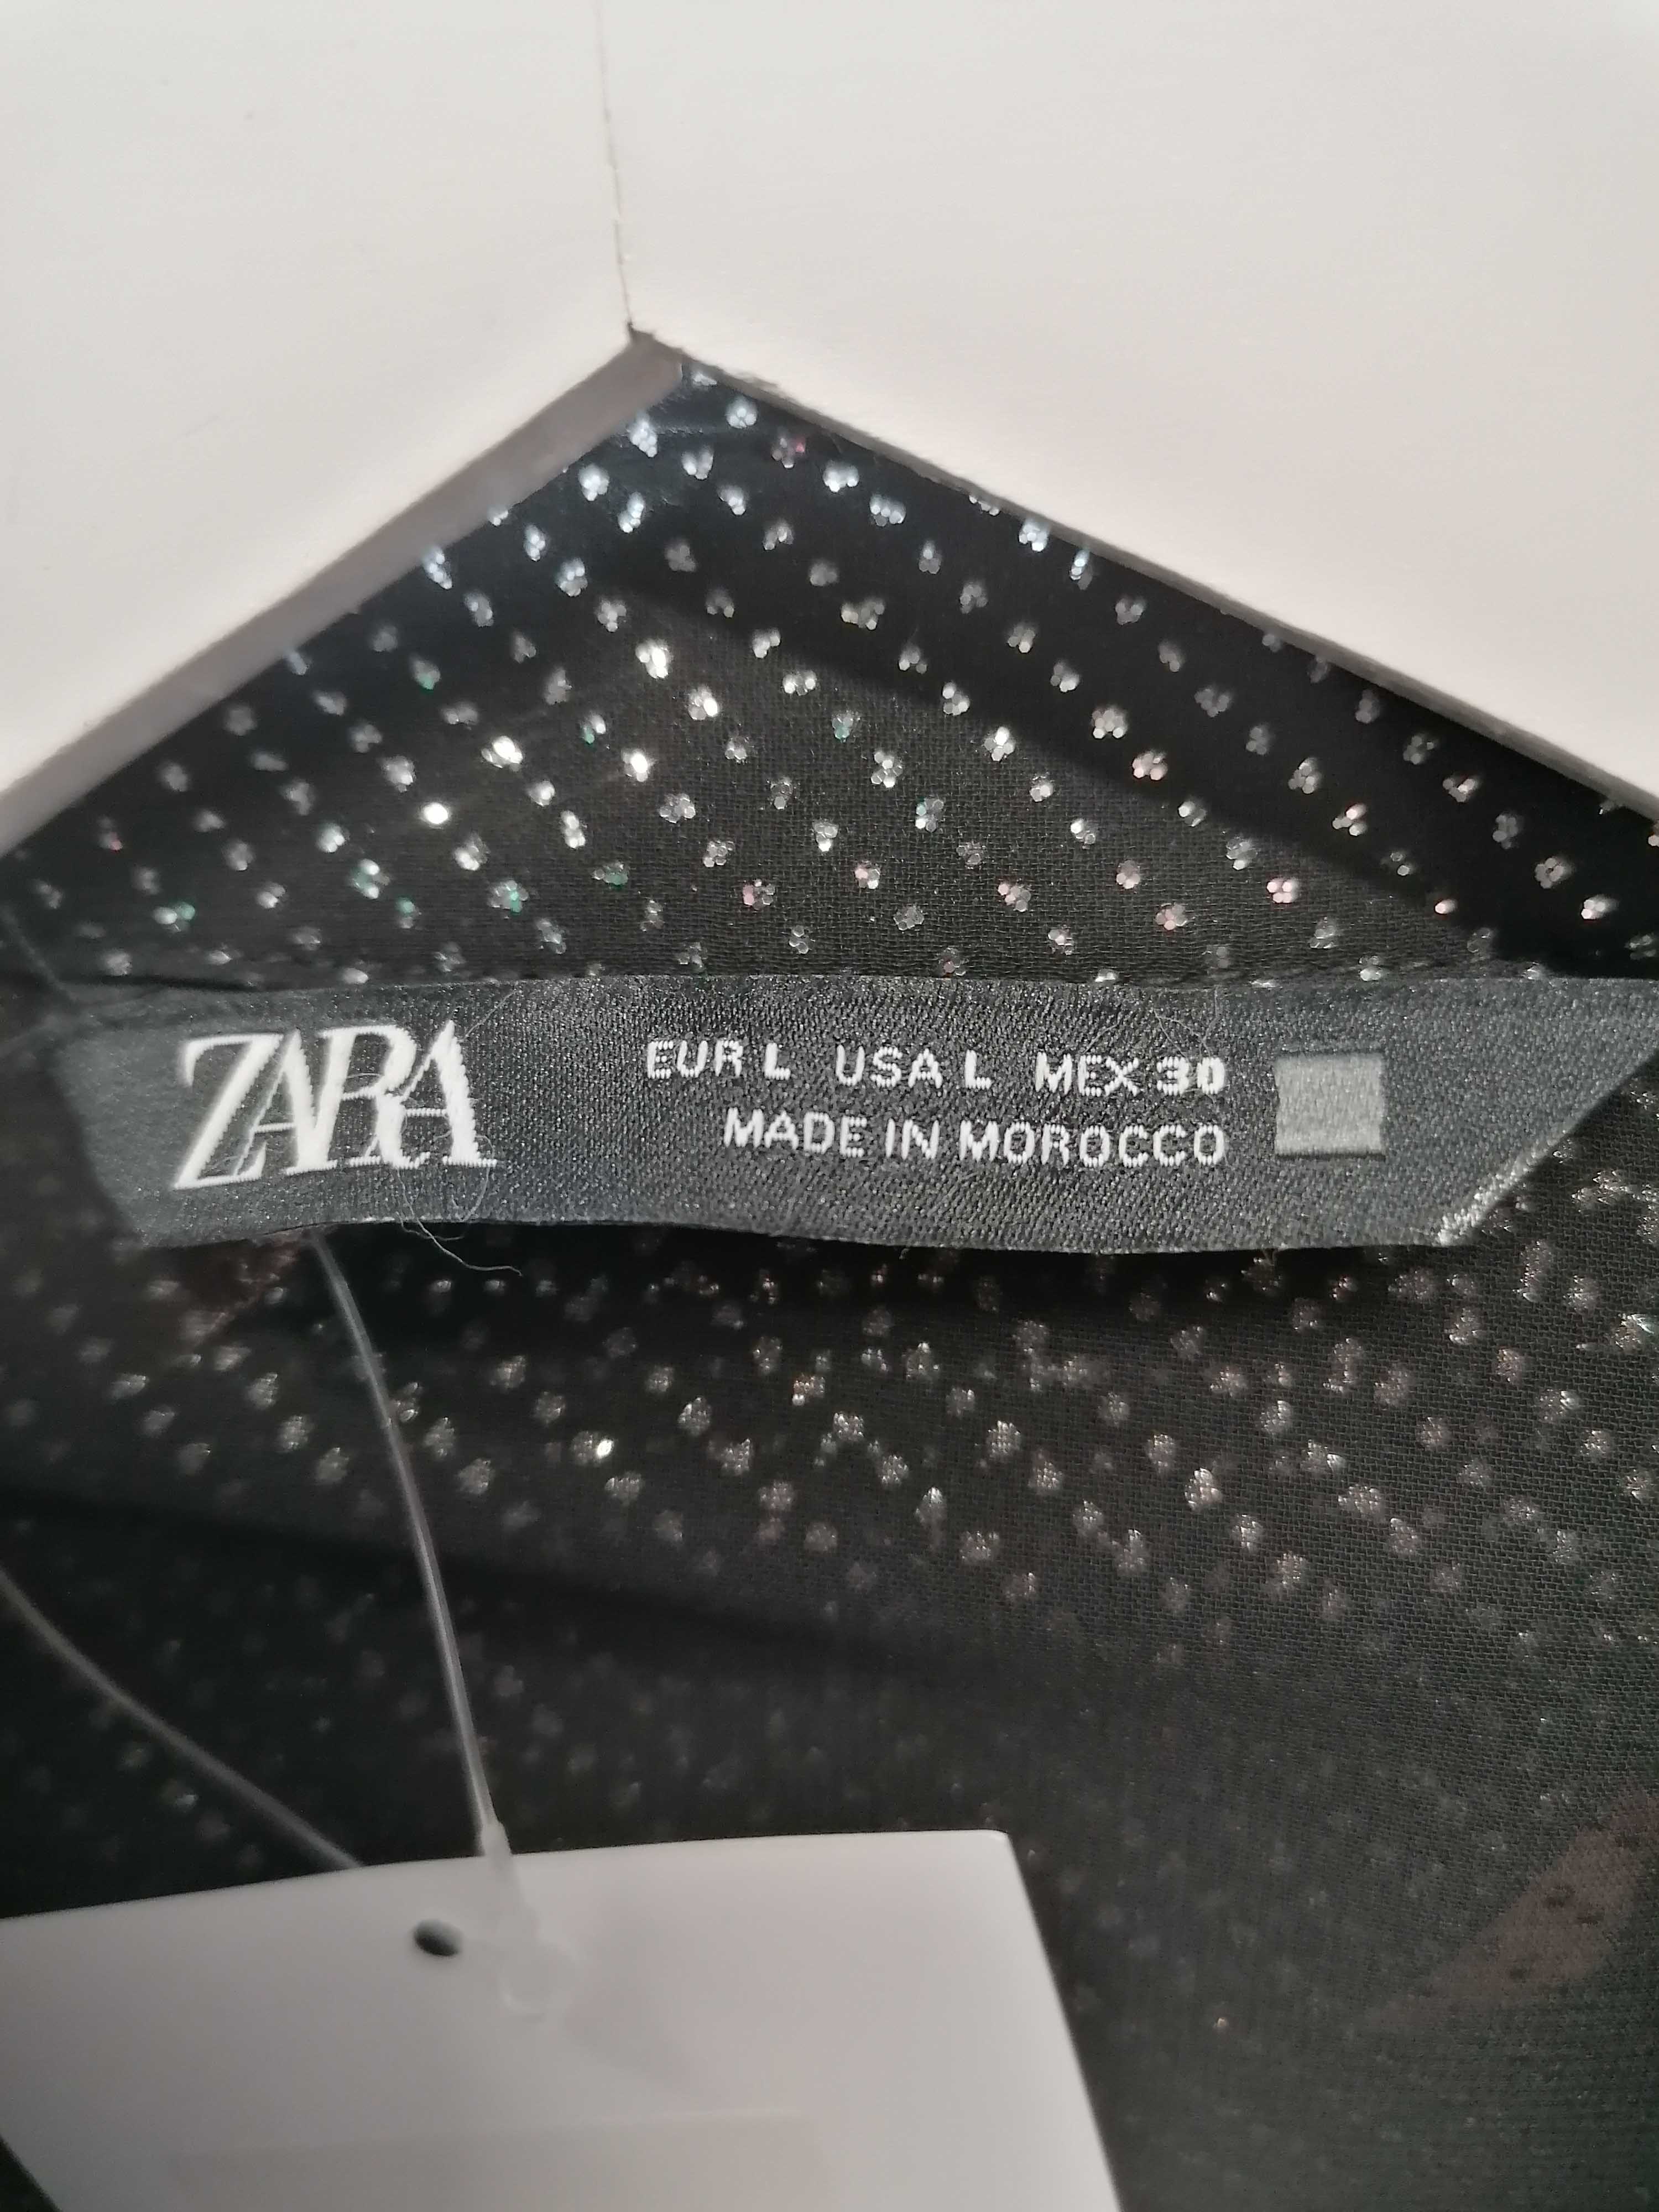 ZARA
EUR L USA L MEX 30
MADE IN MOROCCO